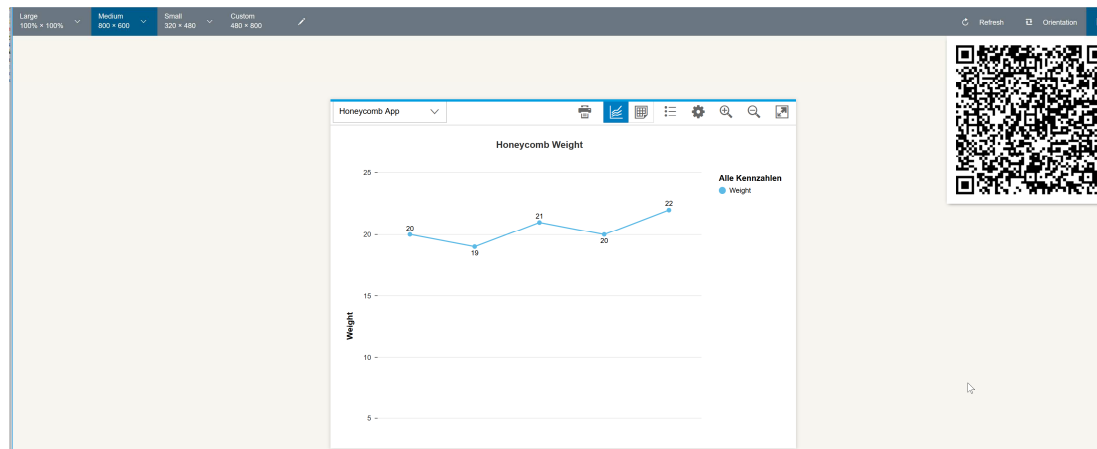 Large
100% × 100%
Medium
800 × 600
Small
320 × 480
Custom
480 × 800
Refresh
Orientation
Honeycomb App
Honeycomb Weight
Alle Kennzahlen
Weight
25
20
15
10
5
Weight
20
19
21
20
22